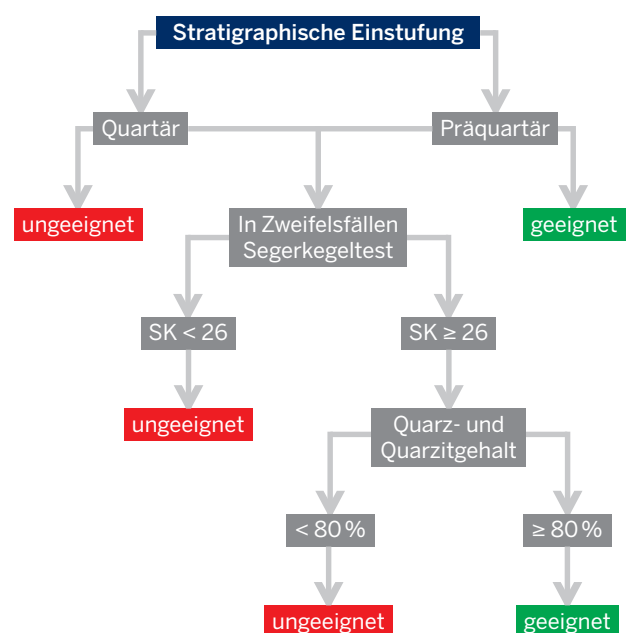 Stratigraphische Einstufung
Quartär
Präquartär
ungeeignet
In Zweifelsfällen
Segerkegeltest
geeignet
SK < 26
SK ≥ 26
ungeeignet
Quarz- und
Quarzitgehalt
< 80 %
≥ 80 %
ungeeignet
geeignet